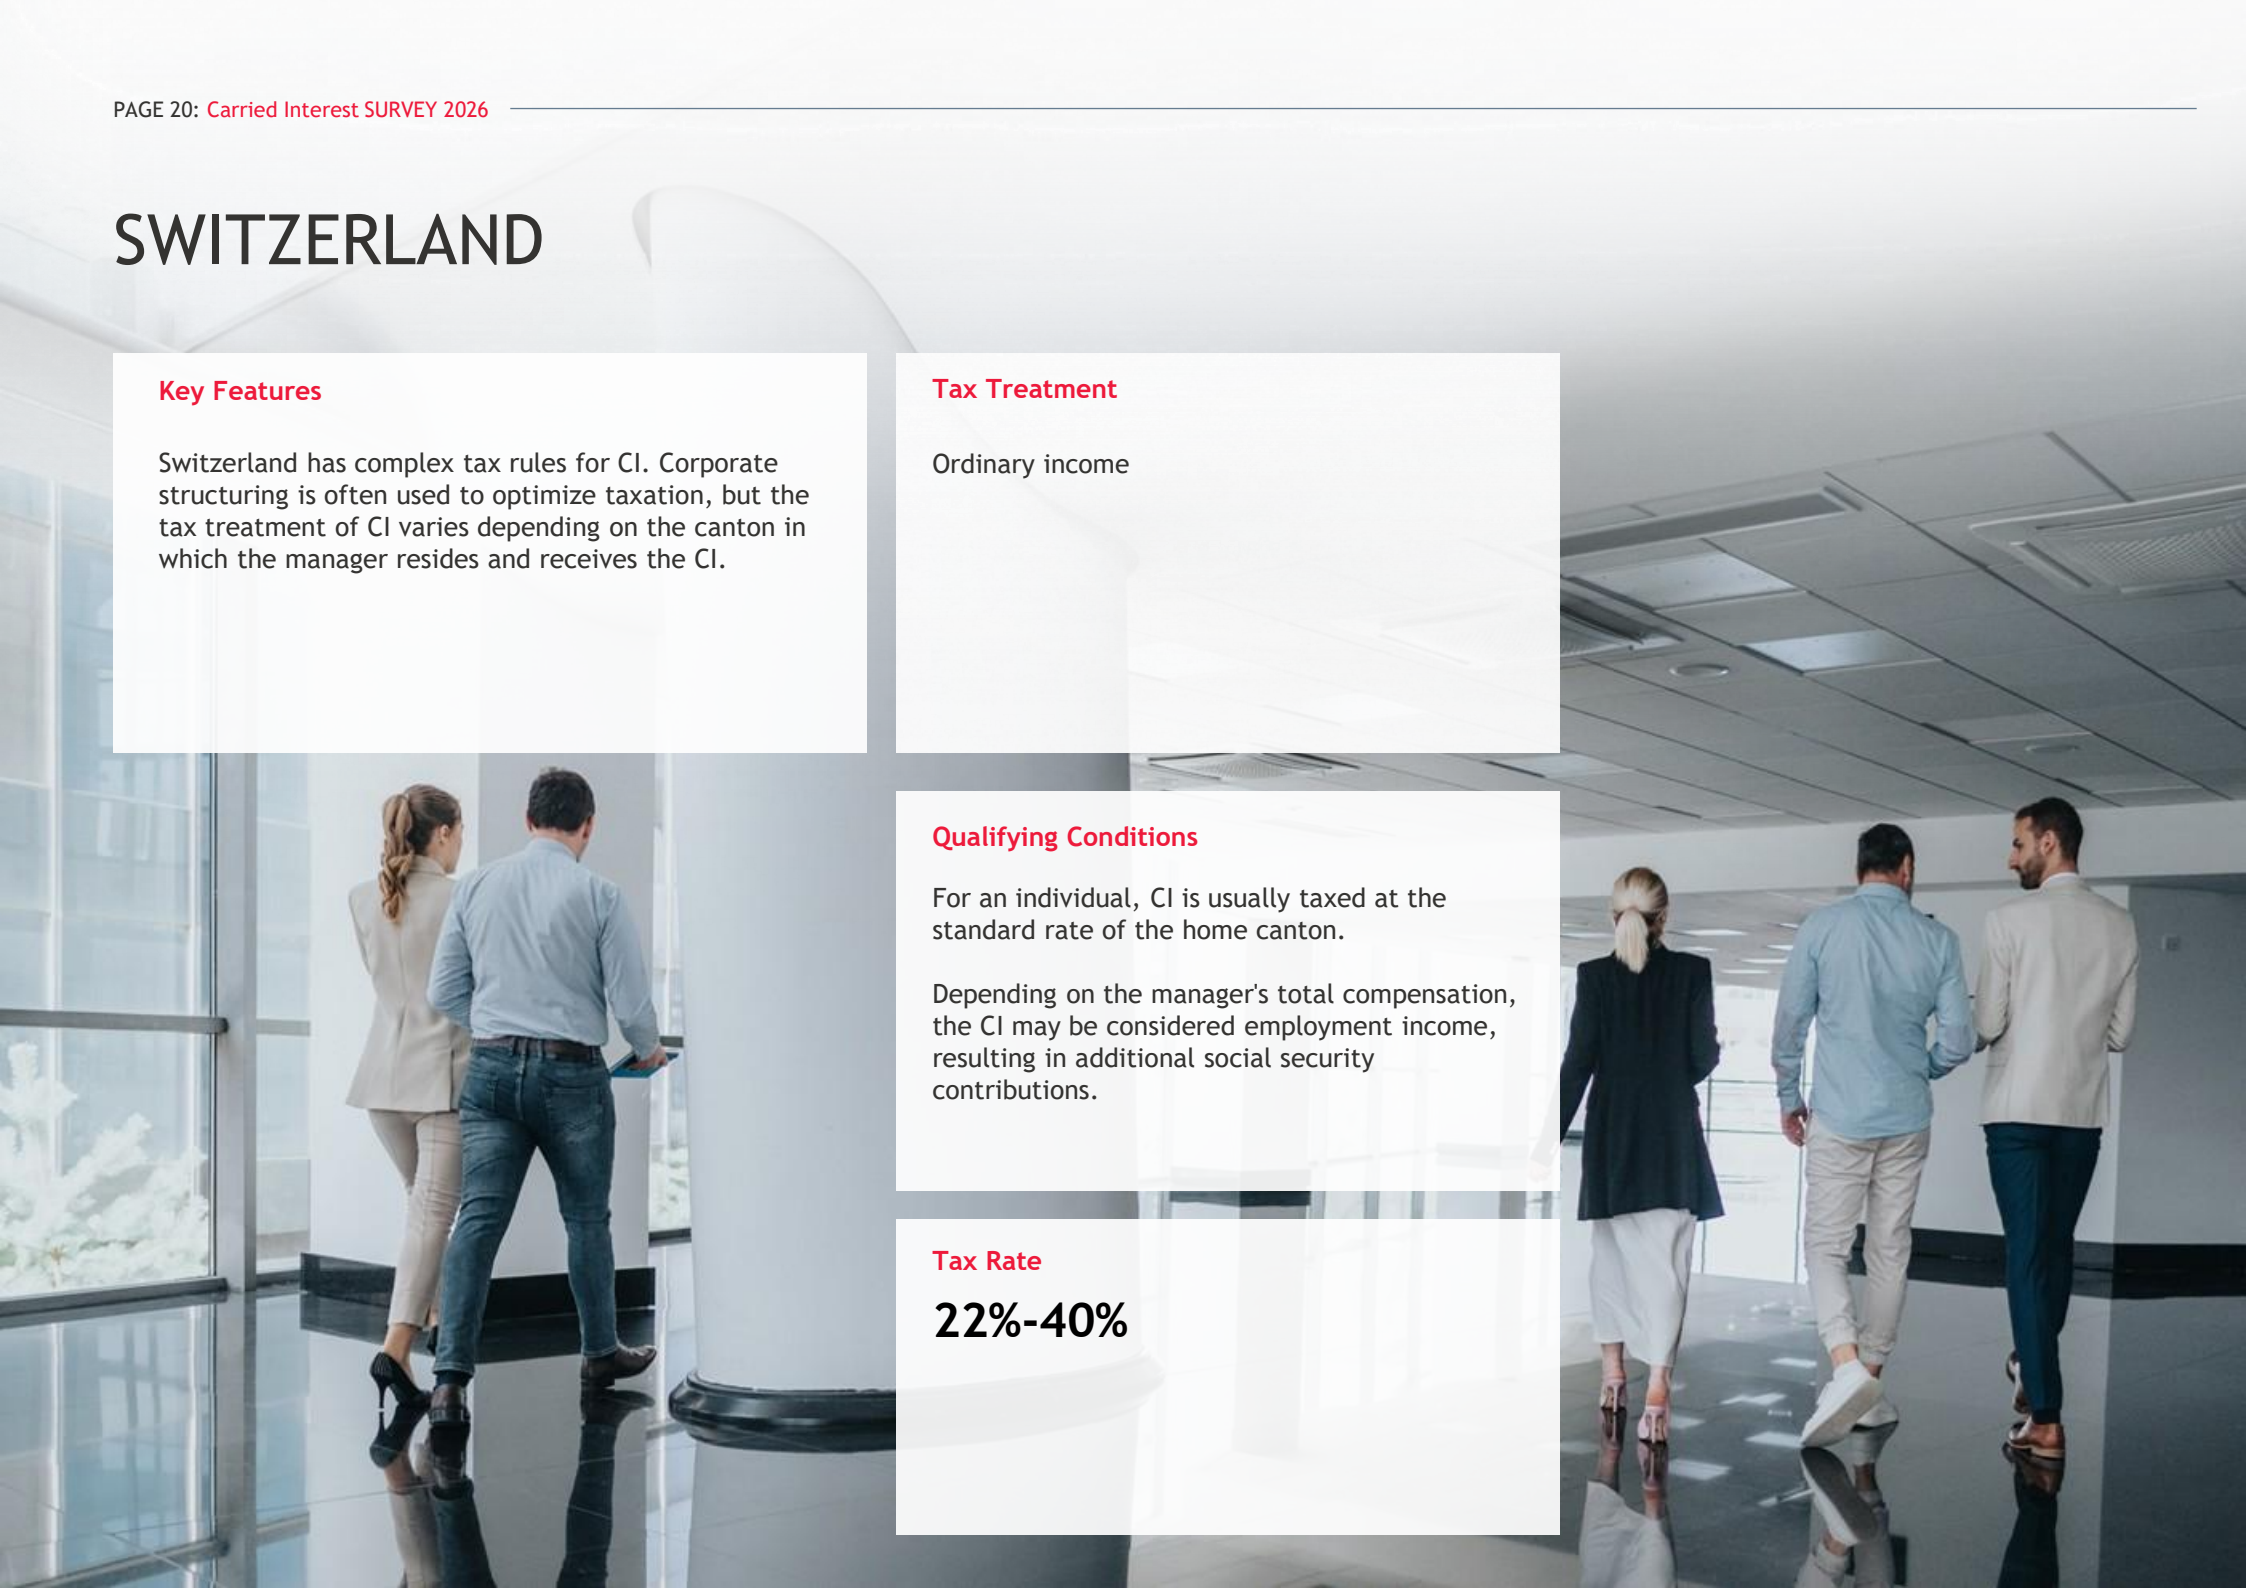 PAGE 20: Carried Interest SURVEY 2026
SWITZERLAND
Key Features
Switzerland has complex tax rules for CI. Corporate
structuring is often used to optimize taxation, but the
tax treatment of CI varies depending on the canton in
which the manager resides and receives the CI.
Tax Treatment
Ordinary income
Qualifying Conditions
For an individual, CI is usually taxed at the
standard rate of the home canton.
Depending on the manager's total compensation,
the CI may be considered employment income,
resulting in additional social security
contributions.
Tax Rate
22%-40%